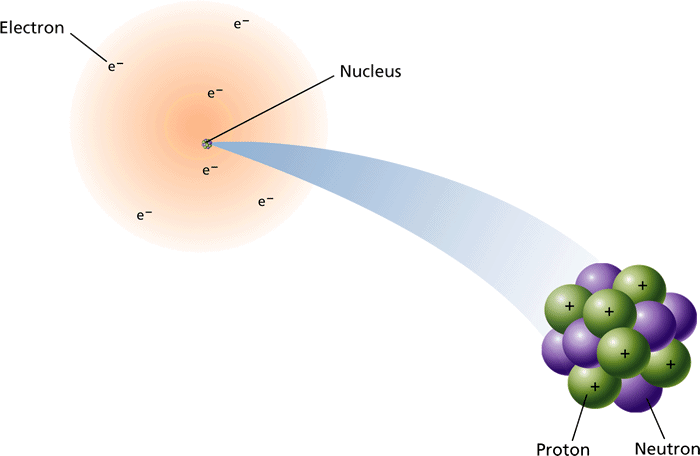 e⁻
Electron
e⁻
Nucleus
e⁻
e⁻
e⁻
e⁻
+
+
+
+
+
+
Proton
Neutron